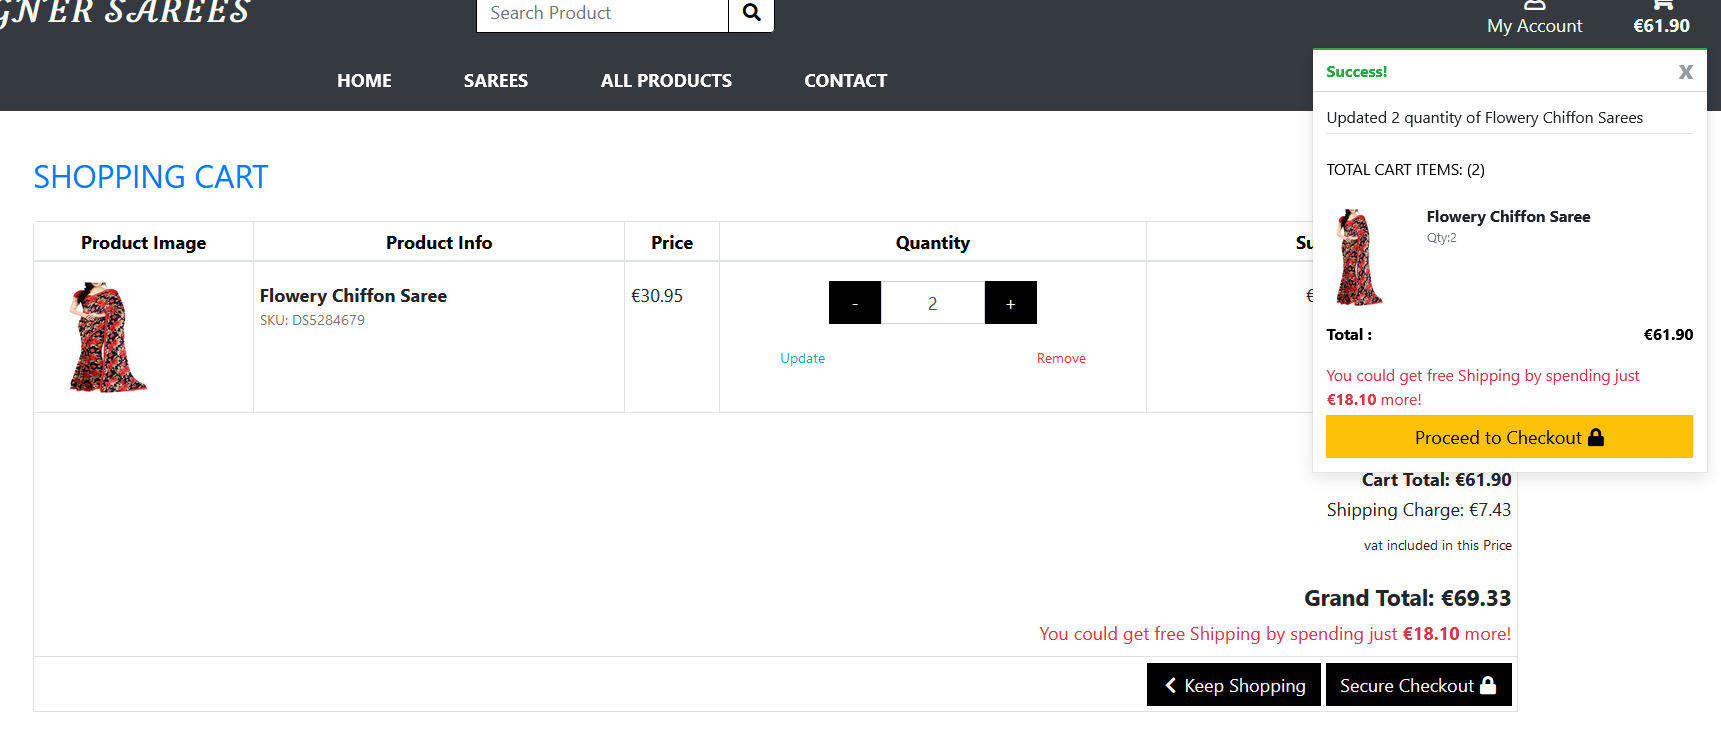 SAREES
Search Product
My Account
€61.90
HOME
SAREES
ALL PRODUCTS
CONTACT
Success!
X
Updated 2 quantity of Flowery Chiffon Sarees
TOTAL CART ITEMS: (2)
Flowery Chiffon Saree
Qty:2
Total :
€61.90
You could get free Shipping by spending just
€18.10 more!
Proceed to Checkout
SHOPPING CART
Product Image
Product Info
Price
Quantity
Flowery Chiffon Saree
SKU: DS5284679
€30.95
-
2
+
€
Update
Remove
Cart Total: €61.90
Shipping Charge: €7.43
vat included in this Price
Grand Total: €69.33
You could get free Shipping by spending just €18.10 more!
Keep Shopping
Secure Checkout